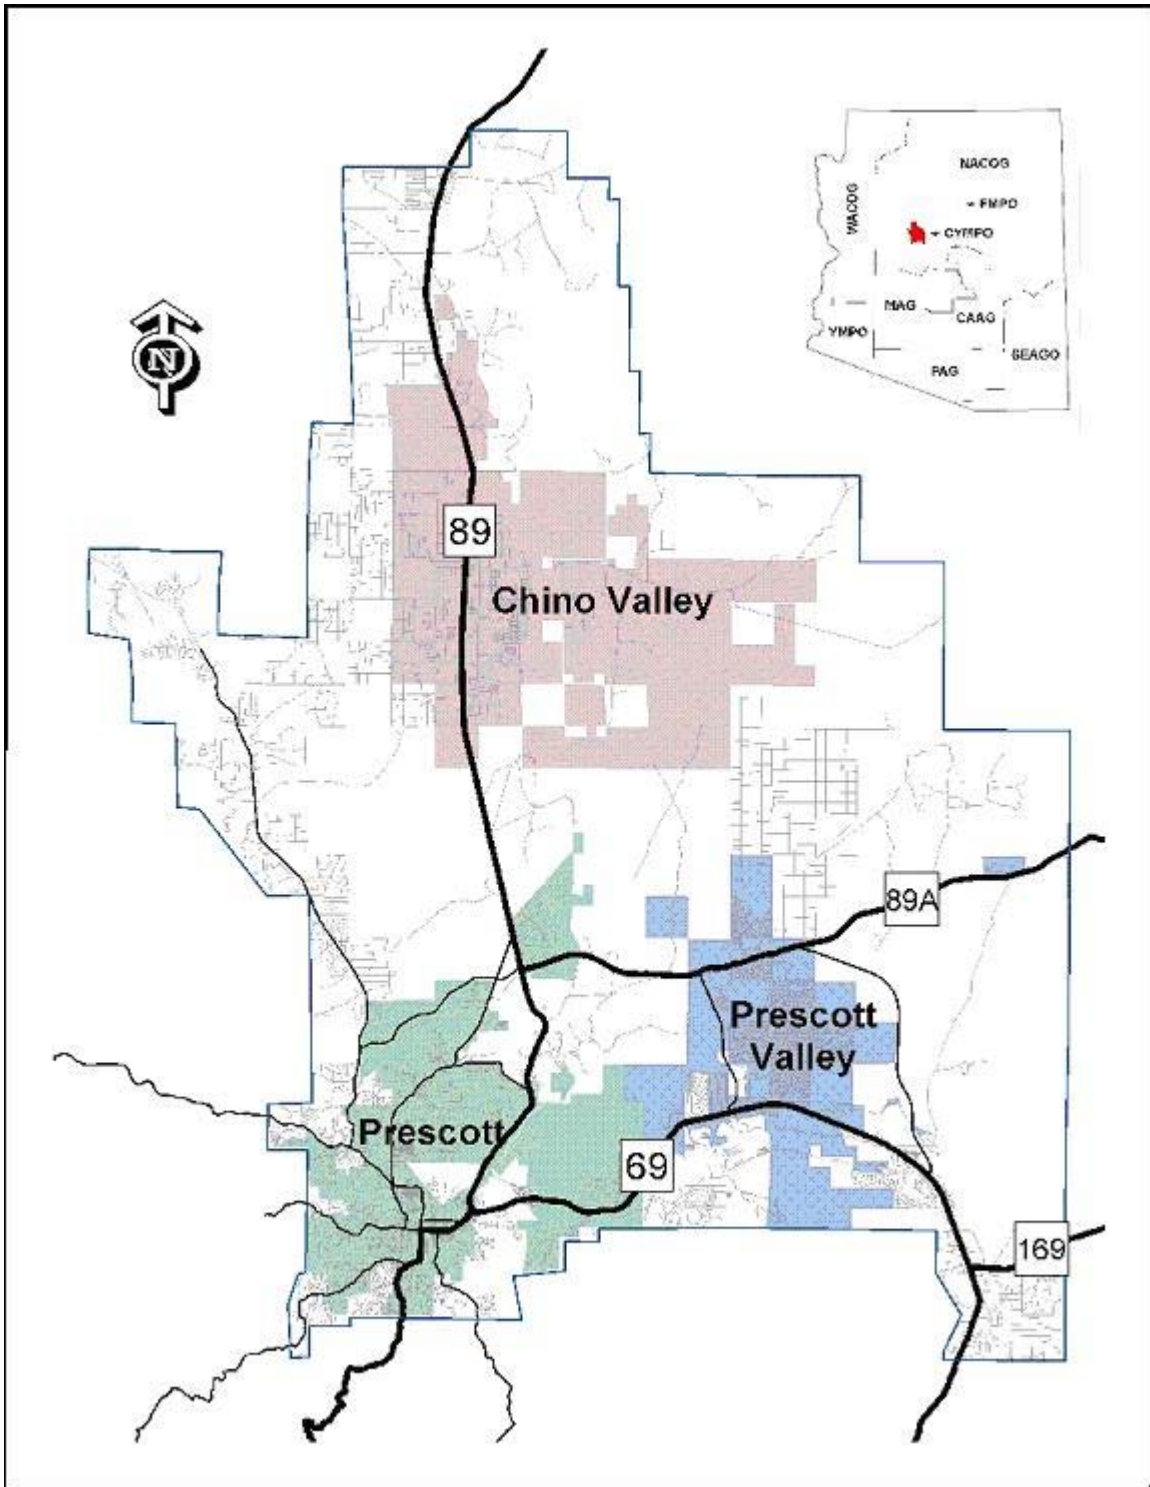 NACOG
WACOG
FMPO
CYMPO
MAG
CAAG
YMPO
SEAGO
PAG
N
89
Chino Valley
89A
Prescott
Valley
Prescott
69
169